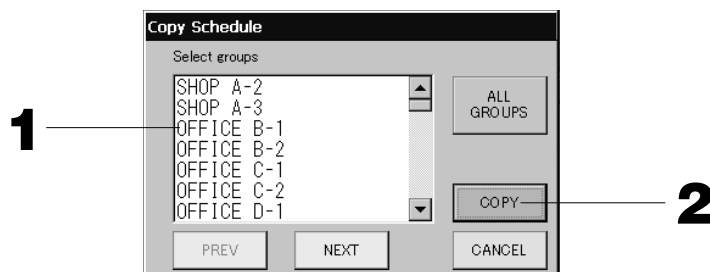 Copy Schedule
Select groups
SHOP A-2
SHOP A-3
OFFICE B-1
OFFICE B-2
OFFICE C-1
OFFICE C-2
OFFICE D-1
ALL
GROUPS
COPY
PREV
NEXT
CANCEL
1
2